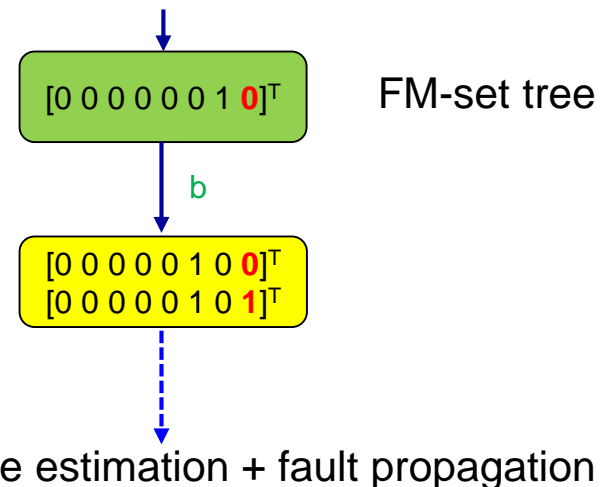 [0 0 0 0 0 0 1 0]ᵀ
FM-set tree
b
[0 0 0 0 0 1 0 0]ᵀ
[0 0 0 0 0 1 0 1]ᵀ
e estimation + fault propagation